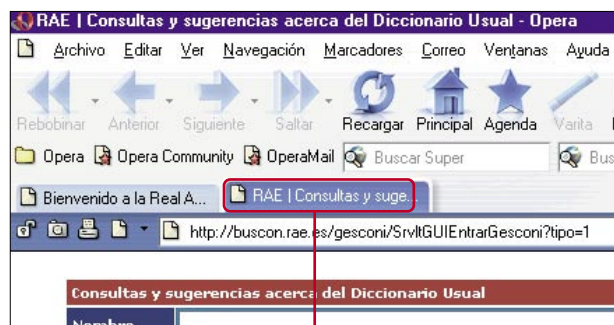 RAE | Consultas y sugerencias acerca del Diccionario Usual - Opera
Archivo Editar Ver Navegación Marcadores Correo Ventanas Ayuda
Rebobinar Anterior Siguiente Saltar Recargar Principal Agenda Varita
Opera Opera Community OperaMail Buscar Super Bus
Bienvenido a la Real A... RAE | Consultas y suge...
http://buscon.rae.es/gesconi/SrvltGUIEntrarGesconi?tipo=1
Consultas y sugerencias acerca del Diccionario Usual
Nombre